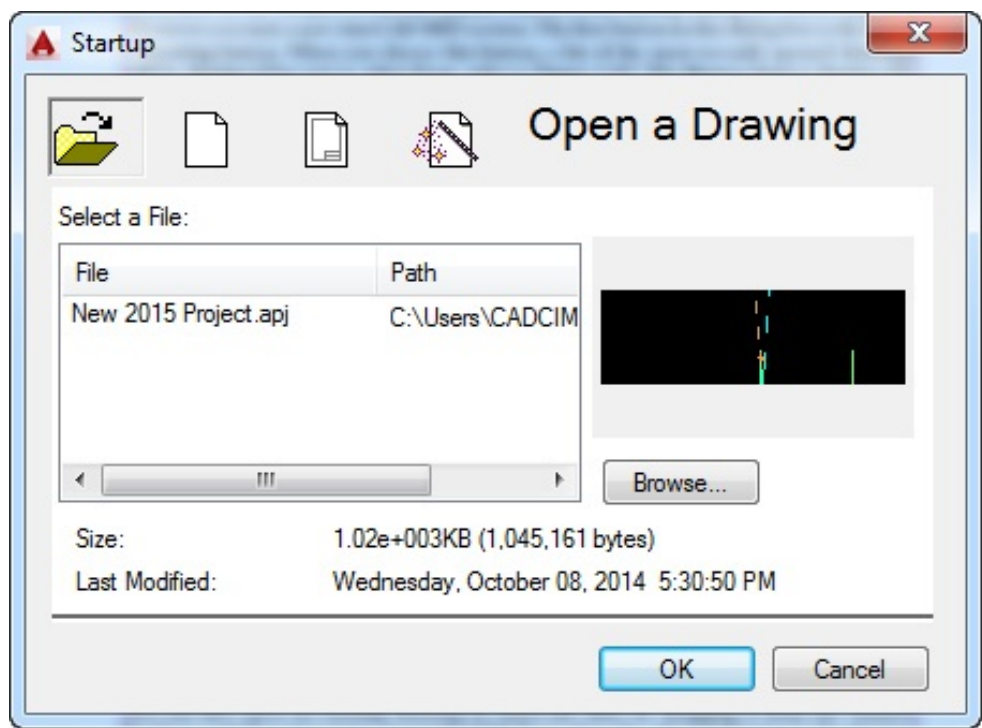 Startup
Open a Drawing
Select a File:
File Path
New 2015 Project.apj C:\Users\CADCIM
Browse...
Size: 1.02e+003KB (1,045,161 bytes)
Last Modified: Wednesday, October 08, 2014 5:30:50 PM
OK Cancel